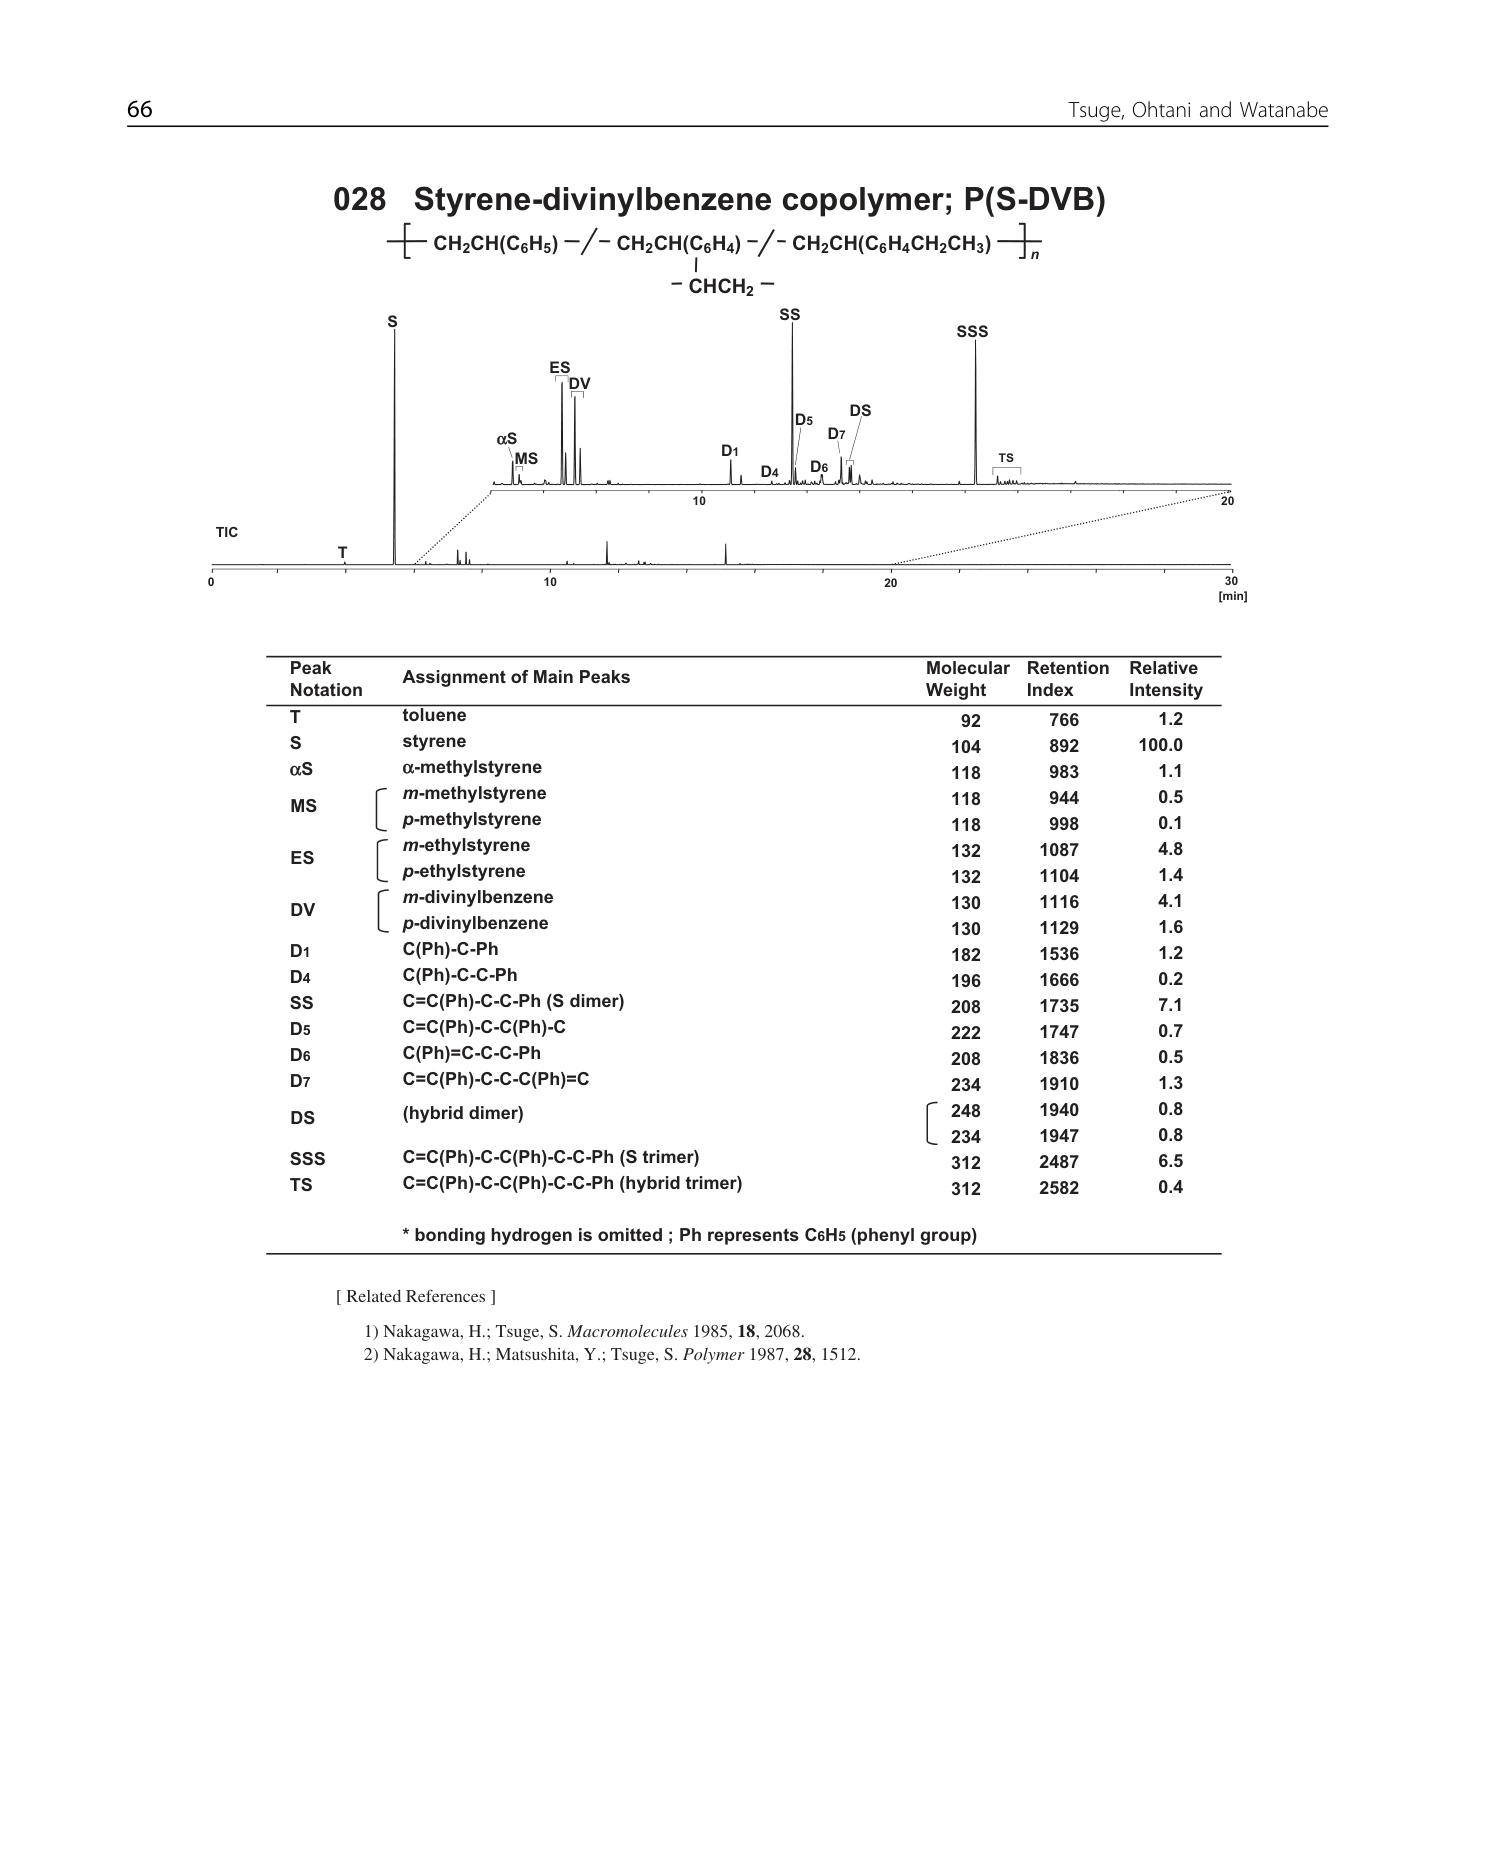 66 Tsuge, Ohtani and Watanabe
028 Styrene-divinylbenzene copolymer; P(S-DVB)
CH2CH(C6H5) – / – CH2CH(C6H4) – / – CH2CH(C6H4CH2CH3) n
– CHCH2 –
S
SS
SSS
ES
DV
αS
MS
D1
D4
D5
D6
D7
DS
TS
10 20
TIC
T
0 10 20 30
[min]
Peak Notation Assignment of Main Peaks Molecular Weight Retention Index Relative Intensity
T toluene 92 766 1.2
S styrene 104 892 100.0
αS α-methylstyrene 118 983 1.1
MS m-methylstyrene 118 944 0.5
p-methylstyrene 118 998 0.1
ES m-ethylstyrene 132 1087 4.8
p-ethylstyrene 132 1104 1.4
DV m-divinylbenzene 130 1116 4.1
p-divinylbenzene 130 1129 1.6
D1 C(Ph)-C-Ph 182 1536 1.2
D4 C(Ph)-C-C-Ph 196 1666 0.2
SS C=C(Ph)-C-C-Ph (S dimer) 208 1735 7.1
D5 C=C(Ph)-C-C(Ph)-C 222 1747 0.7
D6 C(Ph)=C-C-C-Ph 208 1836 0.5
D7 C=C(Ph)-C-C-C(Ph)=C 234 1910 1.3
DS (hybrid dimer) 248 1940 0.8
234 1947 0.8
SSS C=C(Ph)-C-C(Ph)-C-C-Ph (S trimer) 312 2487 6.5
TS C=C(Ph)-C-C(Ph)-C-C-Ph (hybrid trimer) 312 2582 0.4
* bonding hydrogen is omitted ; Ph represents C6H5 (phenyl group)
[ Related References ]
1) Nakagawa, H.; Tsuge, S. Macromolecules 1985, 18, 2068.
2) Nakagawa, H.; Matsushita, Y.; Tsuge, S. Polymer 1987, 28, 1512.